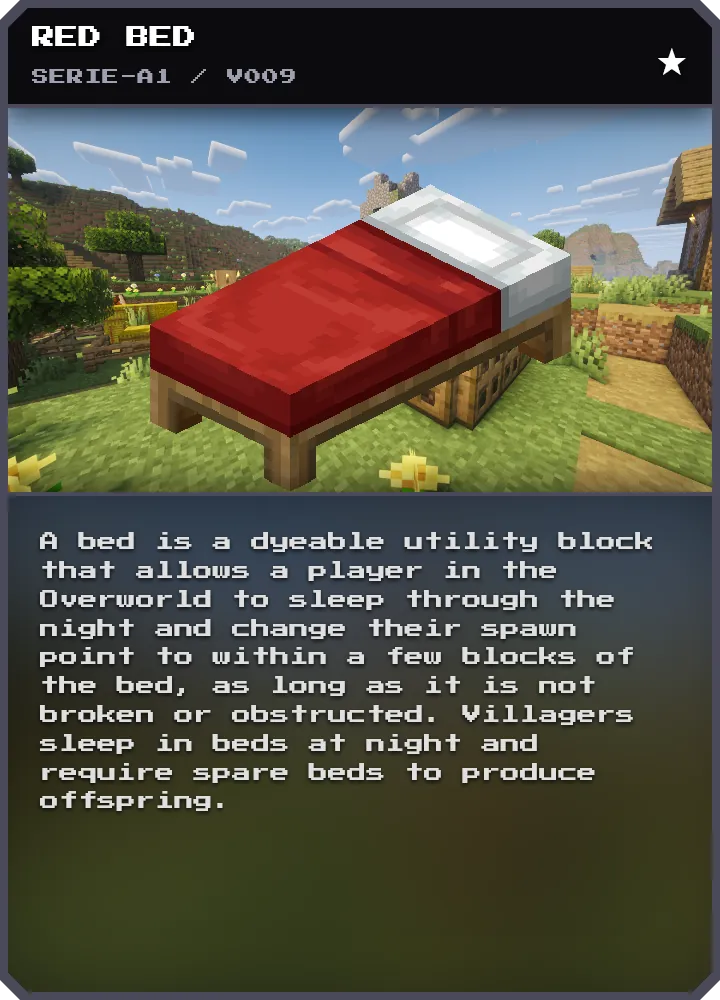 RED BED
SERIE-A1 / V009
A bed is a dyeable utility block
that allows a player in the
Overworld to sleep through the
night and change their spawn
point to within a few blocks of
the bed, as long as it is not
broken or obstructed. Villagers
sleep in beds at night and
require spare beds to produce
offspring.